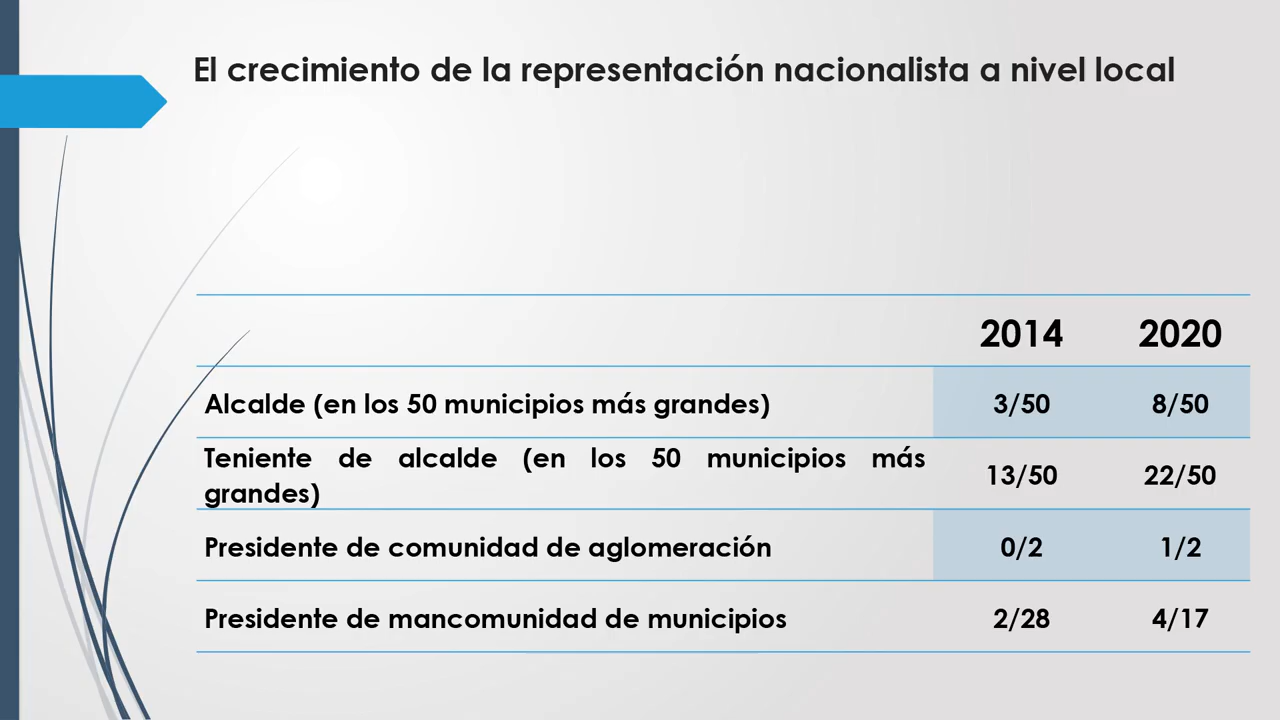 El crecimiento de la representación nacionalista a nivel local
2014 2020
Alcalde (en los 50 municipios más grandes) 3/50 8/50
Teniente de alcalde (en los 50 municipios más
grandes) 13/50 22/50
Presidente de comunidad de aglomeración 0/2 1/2
Presidente de mancomunidad de municipios 2/28 4/17